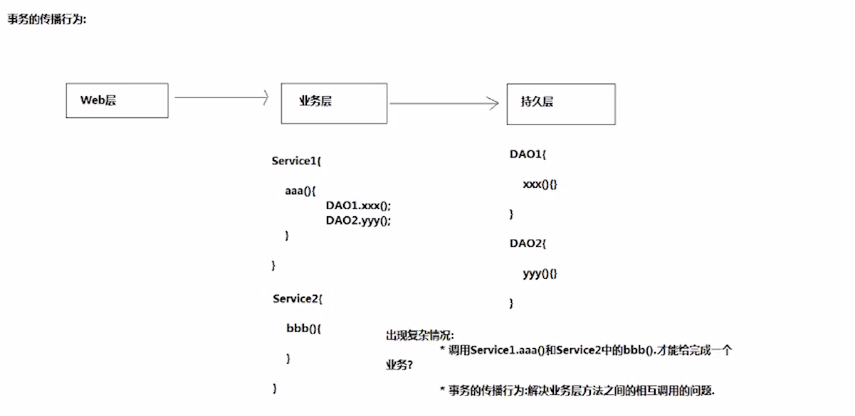 事务的传播行为:
Web层
业务层
持久层
Service1{
aaa(){
DAO1.xxx();
DAO2.yyy();
}
}
Service2{
bbb(){
}
}
DAO1{
xxx(){}
}
DAO2{
yyy(){}
}
出现复杂情况:
* 调用Service1.aaa()和Service2中的bbb().才能给完成一个
业务?
* 事务的传播行为:解决业务层方法之间的相互调用的问题.